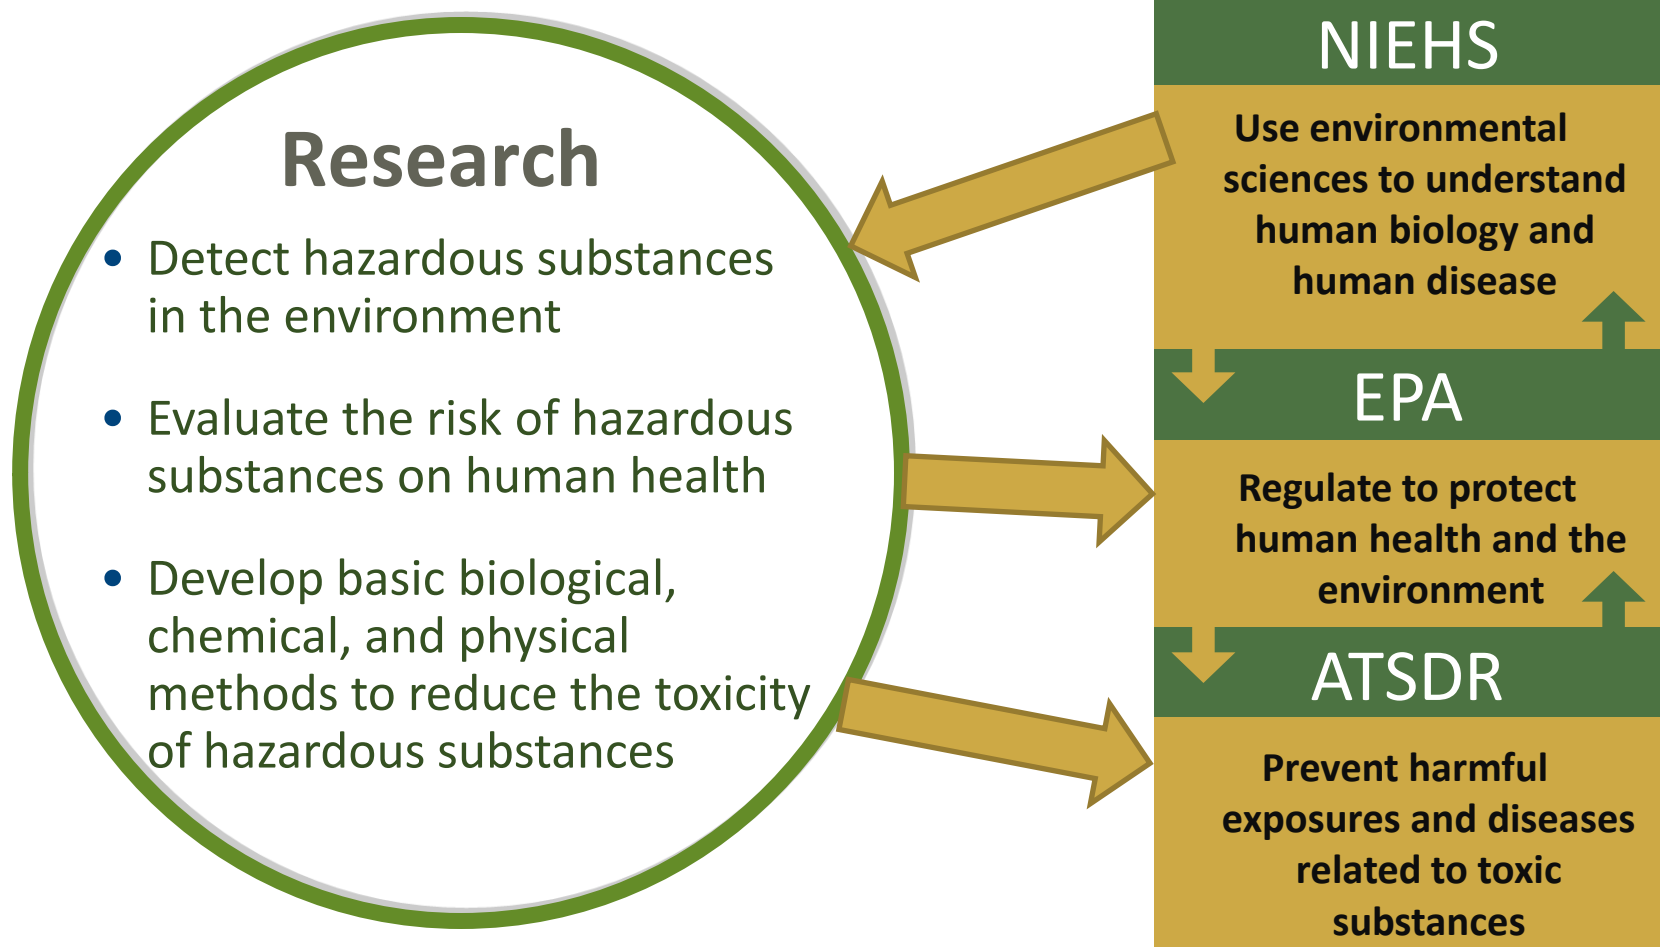 Research
• Detect hazardous substances
in the environment
• Evaluate the risk of hazardous
substances on human health
• Develop basic biological,
chemical, and physical
methods to reduce the toxicity
of hazardous substances
NIEHS
Use environmental
sciences to understand
human biology and
human disease
EPA
Regulate to protect
human health and the
environment
ATSDR
Prevent harmful
exposures and diseases
related to toxic
substances